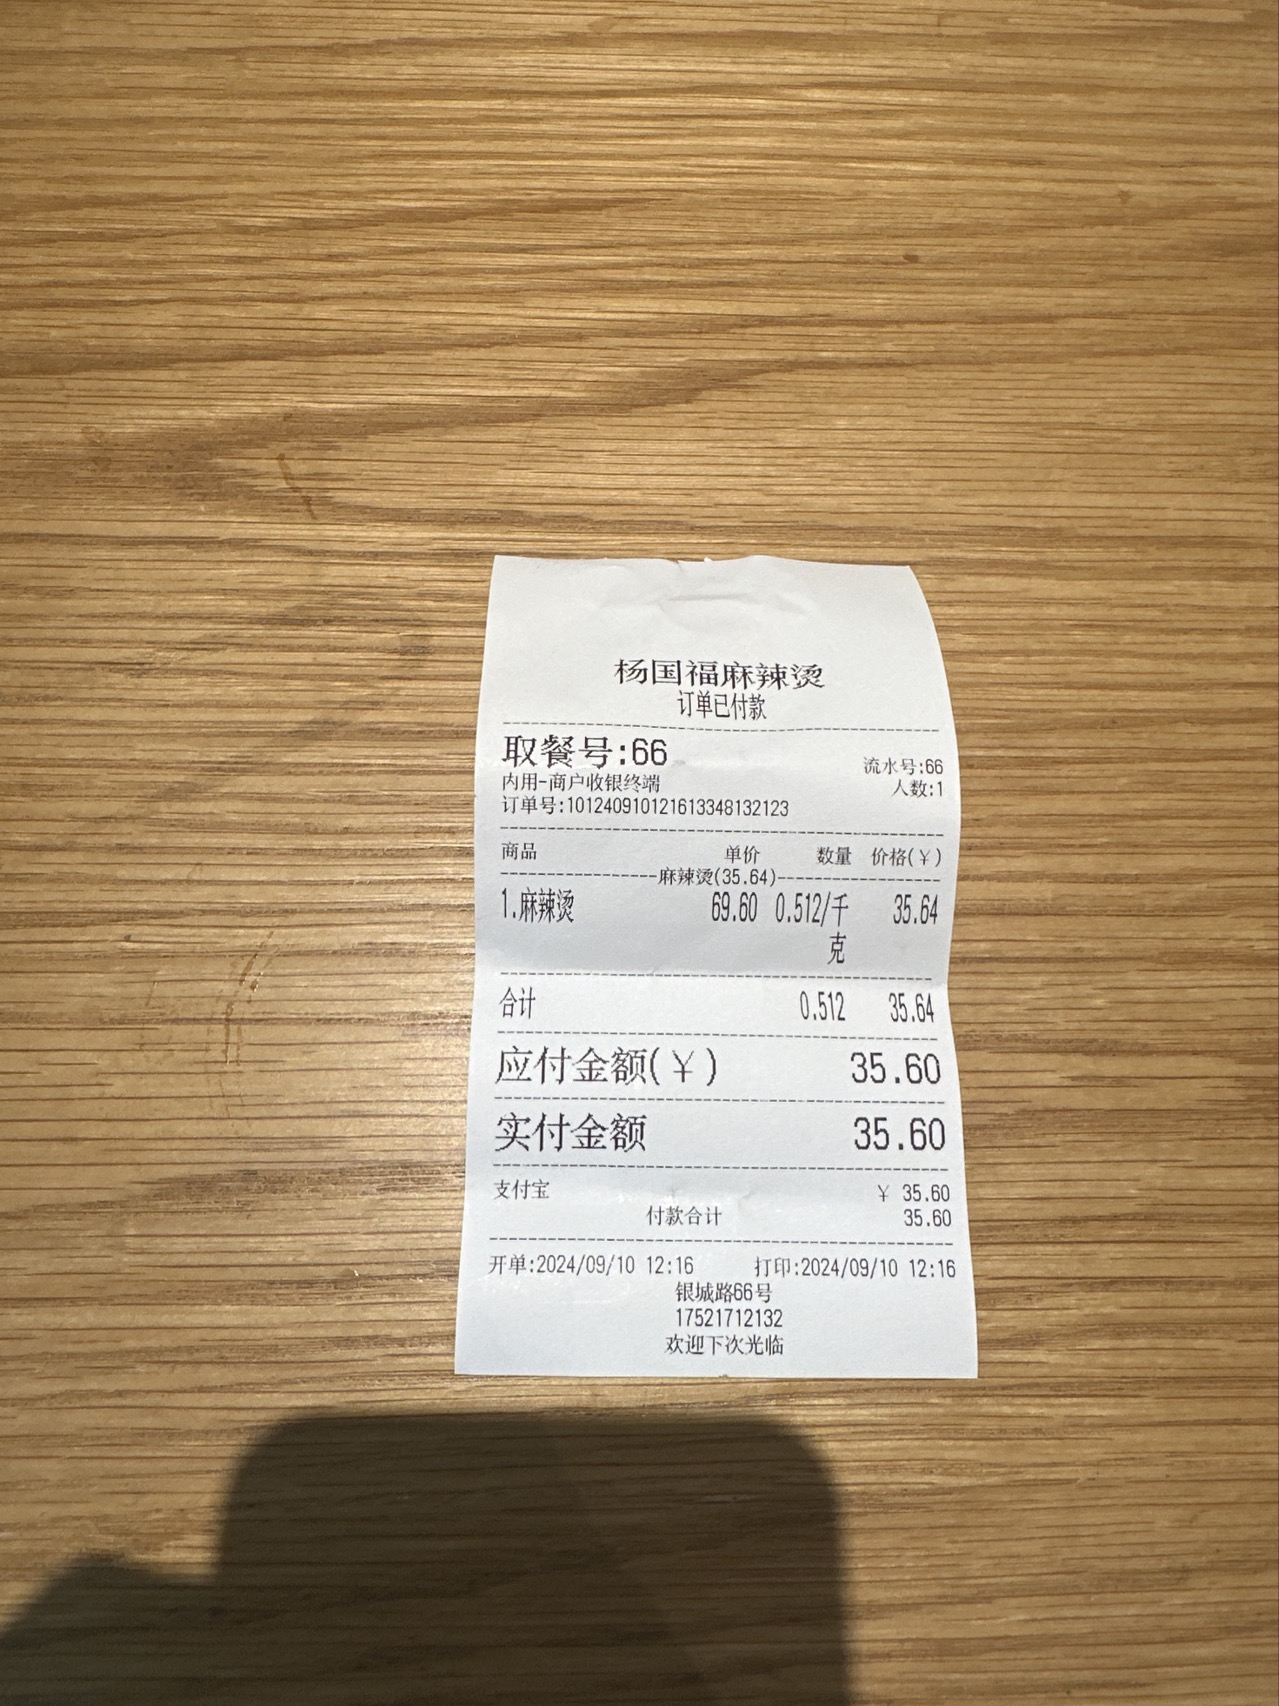 杨国福麻辣烫
订单已付款
取餐号:66
流水号:66
内用-商户收银终端
人数:1
订单号:101240910121613348132123
商品 单价 数量 价格(¥)
麻辣烫(35.64)
1.麻辣烫 69.60 0.512/千克 35.64
合计 0.512 35.64
应付金额(¥) 35.60
实付金额 35.60
支付宝 ¥ 35.60
付款合计 35.60
开单:2024/09/10 12:16 打印:2024/09/10 12:16
银城路66号
17521712132
欢迎下次光临